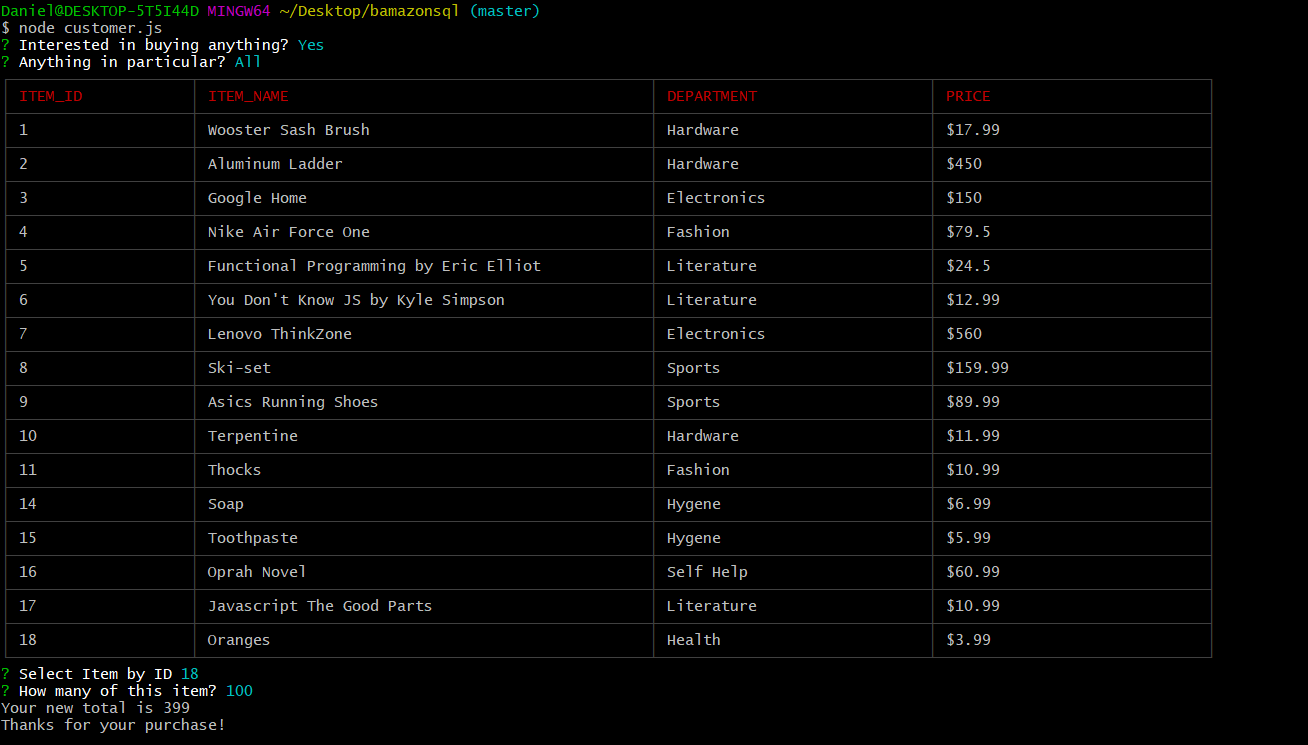 Daniel@DESKTOP-5T5I44D MINGW64 ~/Desktop/bamazonsql (master)
$ node customer.js
? Interested in buying anything? Yes
? Anything in particular? All
ITEM_ID ITEM_NAME DEPARTMENT PRICE
1 Wooster Sash Brush Hardware $17.99
2 Aluminum Ladder Hardware $450
3 Google Home Electronics $150
4 Nike Air Force One Fashion $79.5
5 Functional Programming by Eric Elliot Literature $24.5
6 You Don't Know JS by Kyle Simpson Literature $12.99
7 Lenovo ThinkZone Electronics $560
8 Ski-set Sports $159.99
9 Asics Running Shoes Sports $89.99
10 Terpentine Hardware $11.99
11 Thocks Fashion $10.99
14 Soap Hygene $6.99
15 Toothpaste Hygene $5.99
16 Oprah Novel Self Help $60.99
17 Javascript The Good Parts Literature $10.99
18 Oranges Health $3.99
? Select Item by ID 18
? How many of this item? 100
Your new total is 399
Thanks for your purchase!